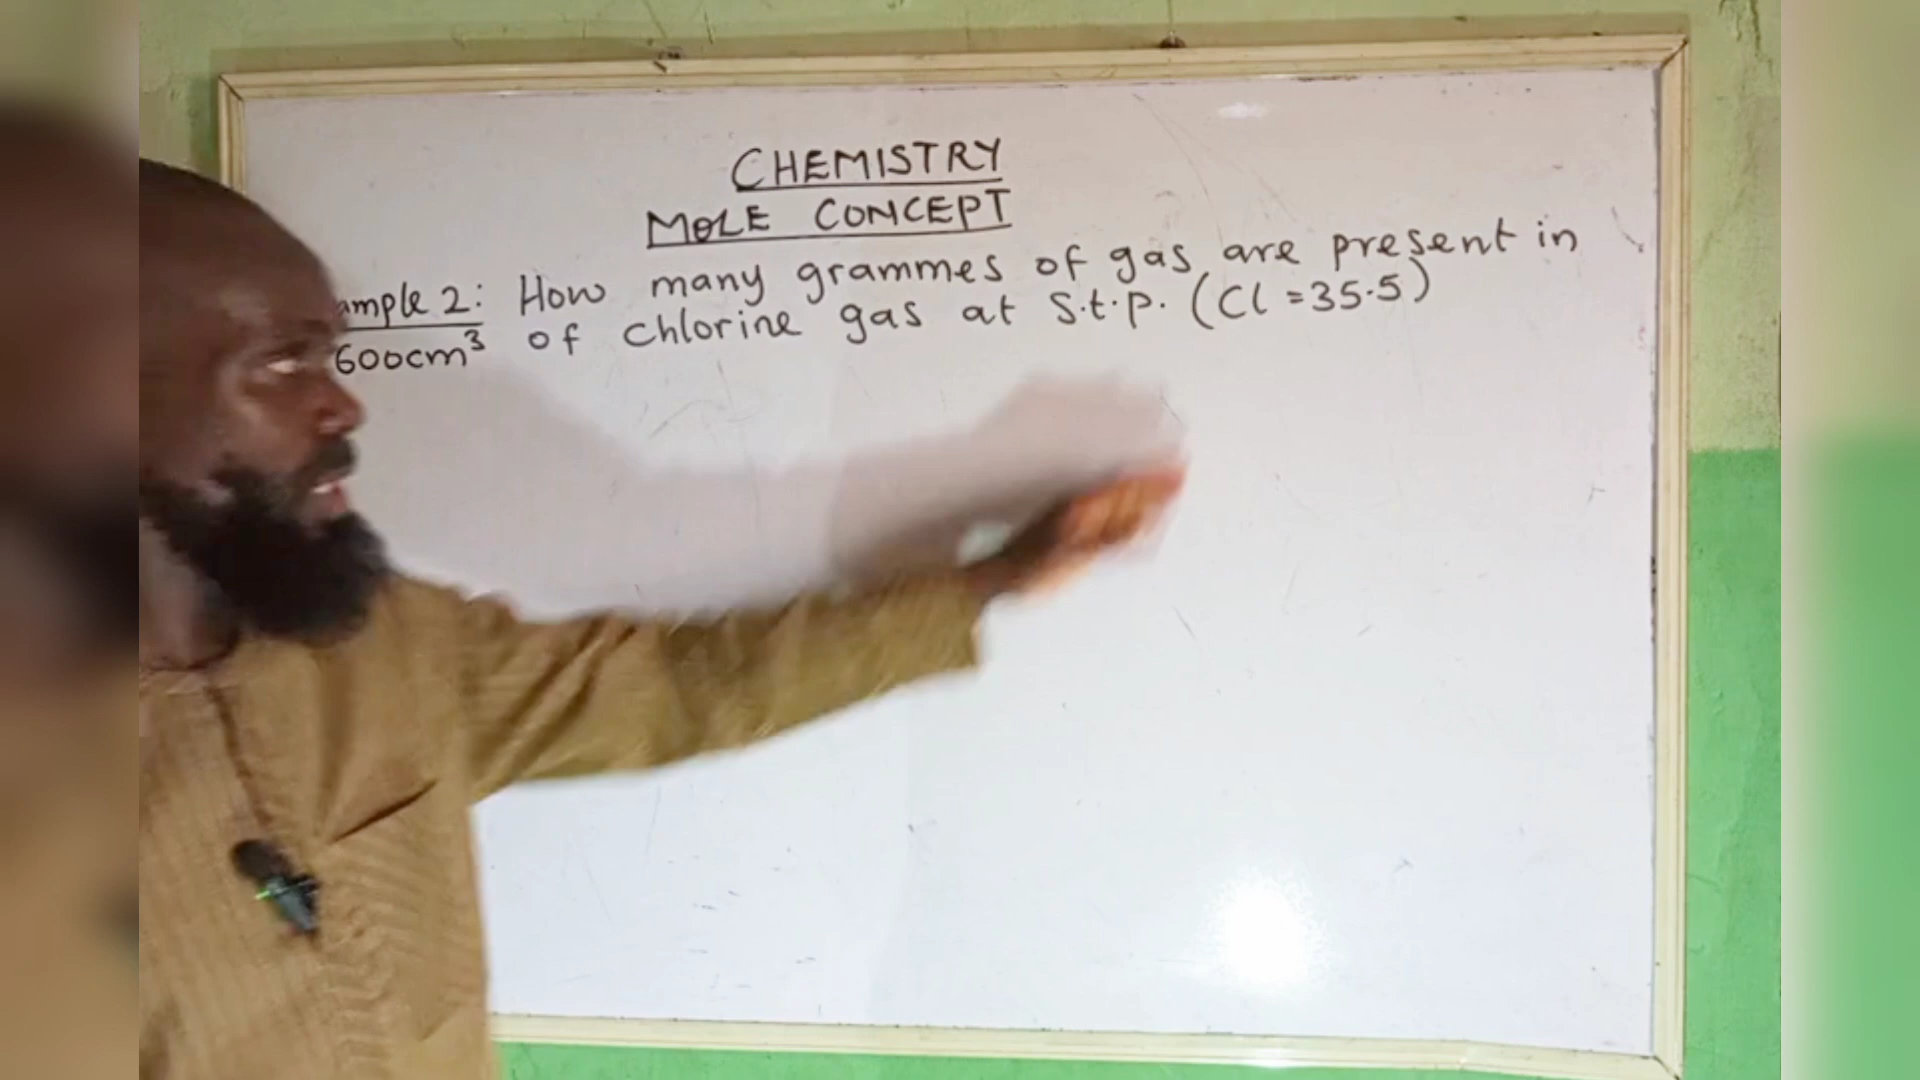 CHEMISTRY
MOLE CONCEPT
ample 2: How many grammes of gas are present in
600cm³ of chlorine gas at s.t.p. (Cl = 35.5)